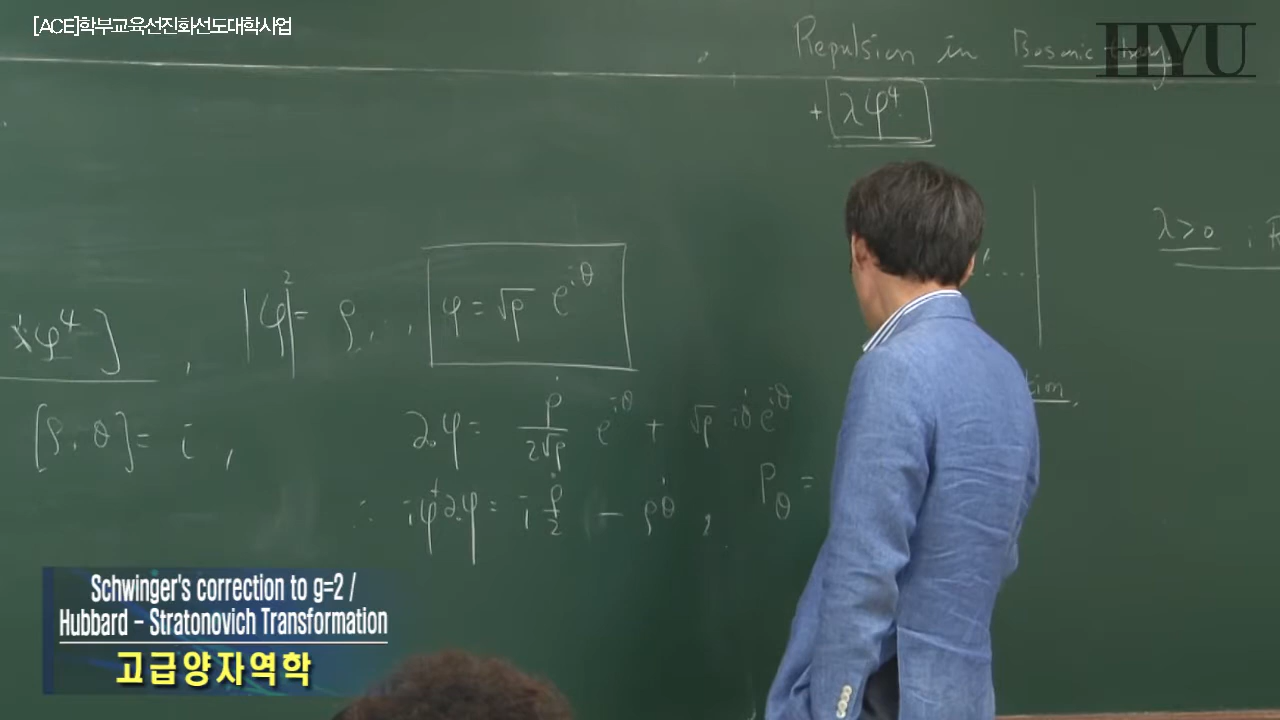 [ACE]학부교육선진화선도대학사업
HYU
Repulsion in Bosonic theory
+ λφ⁴
λ>0 :
φ⁴] , |φ|² = ρ, , φ = √ρ e^{iθ}
[ρ, θ] = i ,
∂₀φ = ρ̇/2√ρ e^{iθ} + √ρ iθ̇ e^{iθ}
∴ iφ†∂₀φ = i ρ̇/2 - ρθ̇ , P_θ =
Schwinger's correction to g=2 /
Hubbard - Stratonovich Transformation
고급양자역학